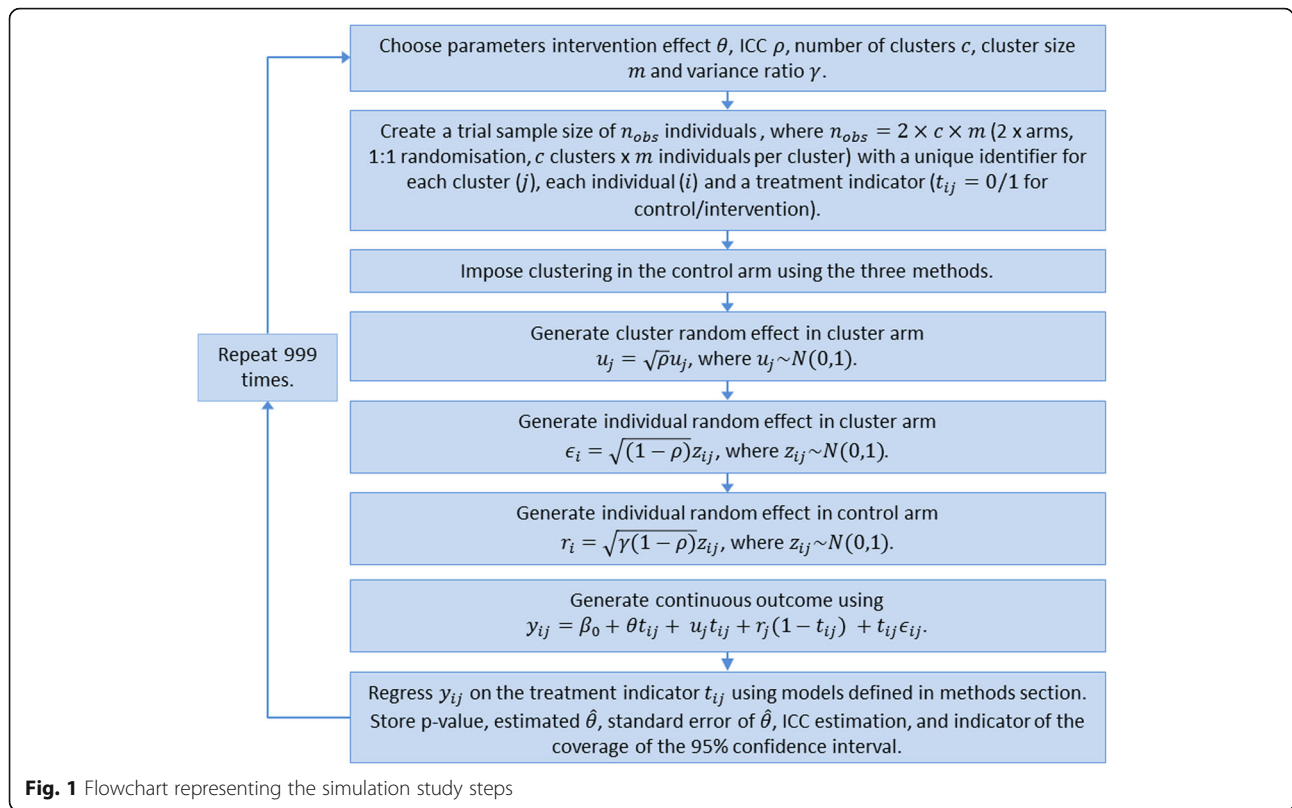 Choose parameters intervention effect θ, ICC ρ, number of clusters c, cluster size
m and variance ratio γ.
Create a trial sample size of n_obs individuals , where n_obs = 2 × c × m (2 x arms,
1:1 randomisation, c clusters x m individuals per cluster) with a unique identifier for
each cluster (j), each individual (i) and a treatment indicator (t_ij = 0/1 for
control/intervention).
Impose clustering in the control arm using the three methods.
Generate cluster random effect in cluster arm
u_j = √ρu_j, where u_j~N(0,1).
Repeat 999
times.
Generate individual random effect in cluster arm
ϵ_i = √(1 − ρ)z_ij, where z_ij~N(0,1).
Generate individual random effect in control arm
r_i = √γ(1 − ρ)z_ij, where z_ij~N(0,1).
Generate continuous outcome using
y_ij = β_0 + θt_ij + u_jt_ij + r_j(1 − t_ij) + t_ijϵ_ij.
Regress y_ij on the treatment indicator t_ij using models defined in methods section.
Store p-value, estimated θ̂, standard error of θ̂, ICC estimation, and indicator of the
coverage of the 95% confidence interval.
Fig. 1 Flowchart representing the simulation study steps